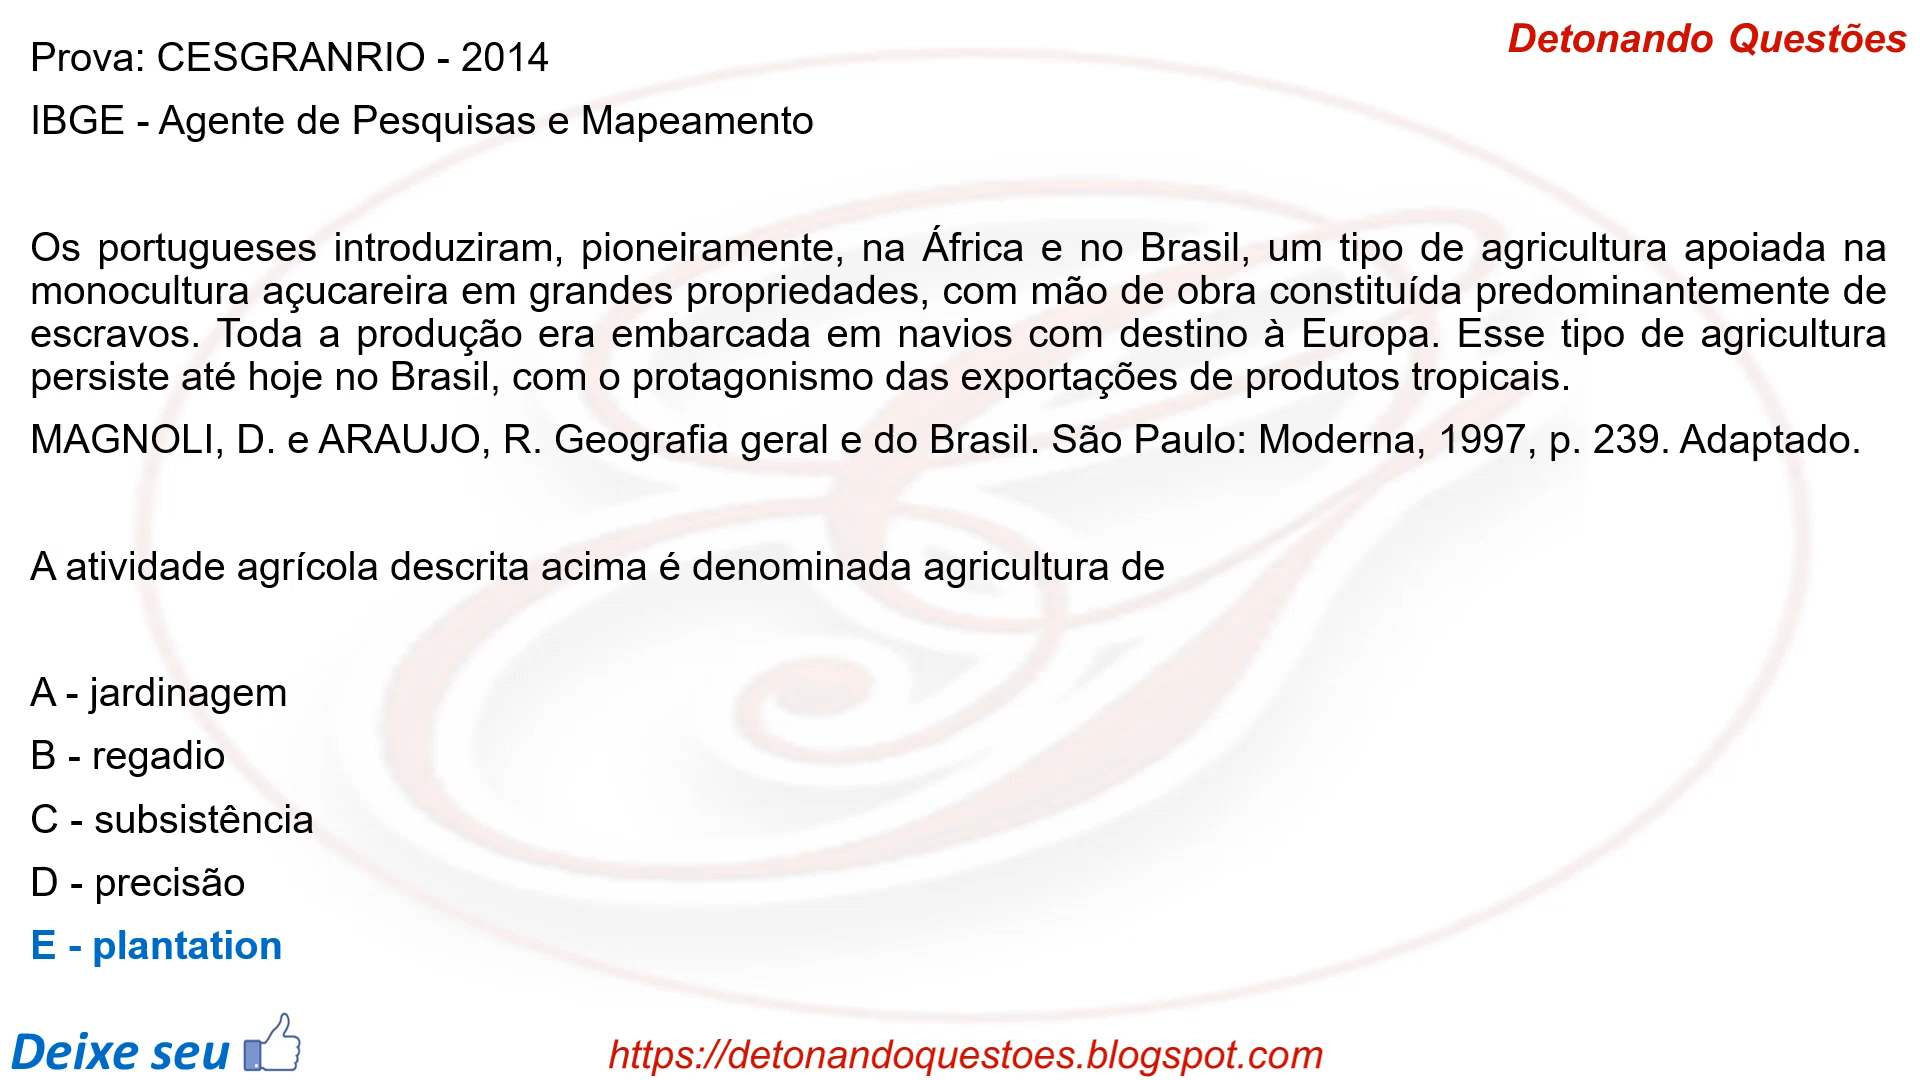 Detonando Questões
Prova: CESGRANRIO - 2014
IBGE - Agente de Pesquisas e Mapeamento
Os portugueses introduziram, pioneiramente, na África e no Brasil, um tipo de agricultura apoiada na
monocultura açucareira em grandes propriedades, com mão de obra constituída predominantemente de
escravos. Toda a produção era embarcada em navios com destino à Europa. Esse tipo de agricultura
persiste até hoje no Brasil, com o protagonismo das exportações de produtos tropicais.
MAGNOLI, D. e ARAUJO, R. Geografia geral e do Brasil. São Paulo: Moderna, 1997, p. 239. Adaptado.
A atividade agrícola descrita acima é denominada agricultura de
A - jardinagem
B - regadio
C - subsistência
D - precisão
E - plantation
Deixe seu
https://detonandoquestoes.blogspot.com